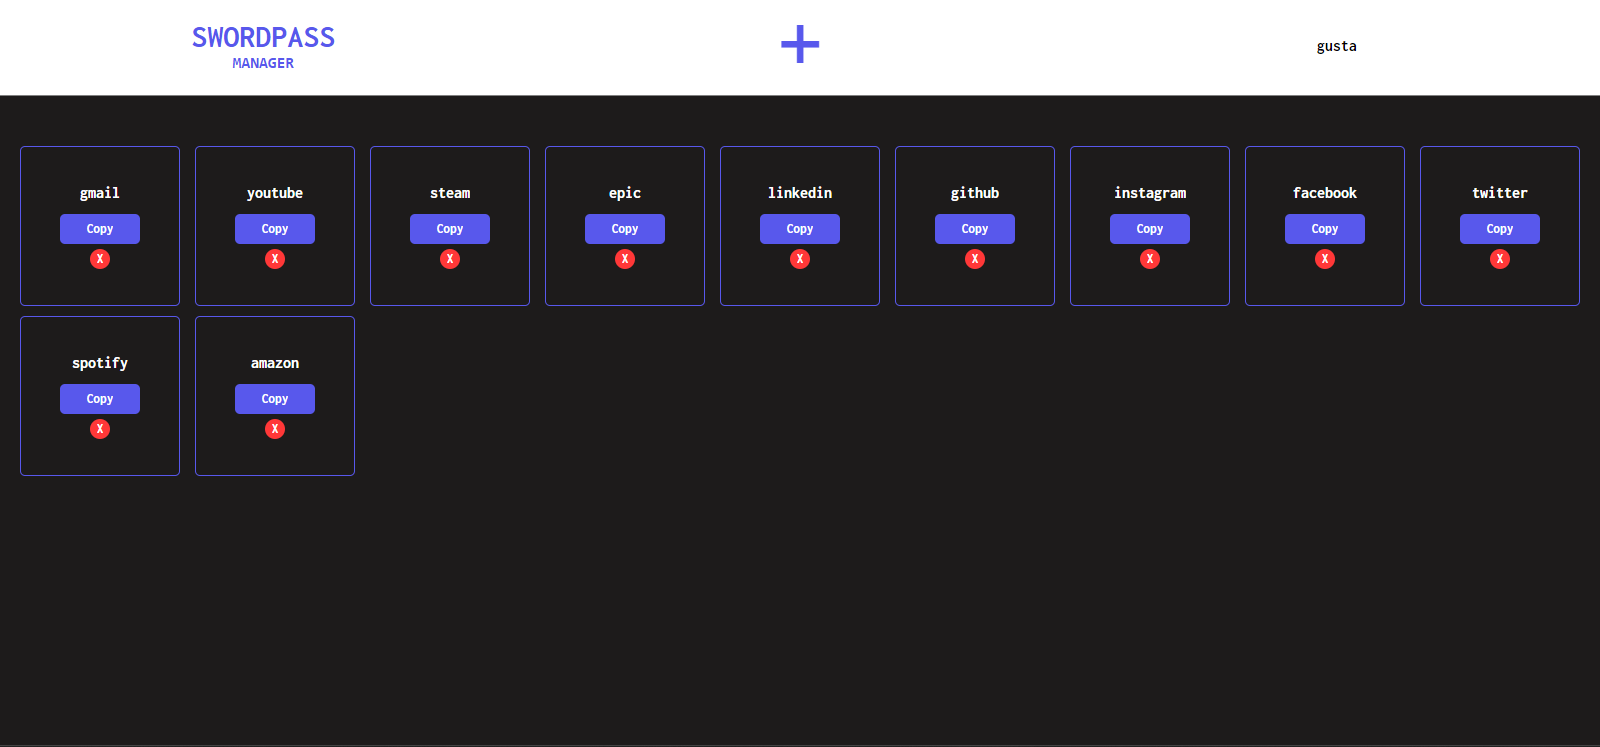 SWORDPASS
MANAGER
gusta
gmail
Copy
X
youtube
Copy
X
steam
Copy
X
epic
Copy
X
linkedin
Copy
X
github
Copy
X
instagram
Copy
X
facebook
Copy
X
twitter
Copy
X
spotify
Copy
X
amazon
Copy
X